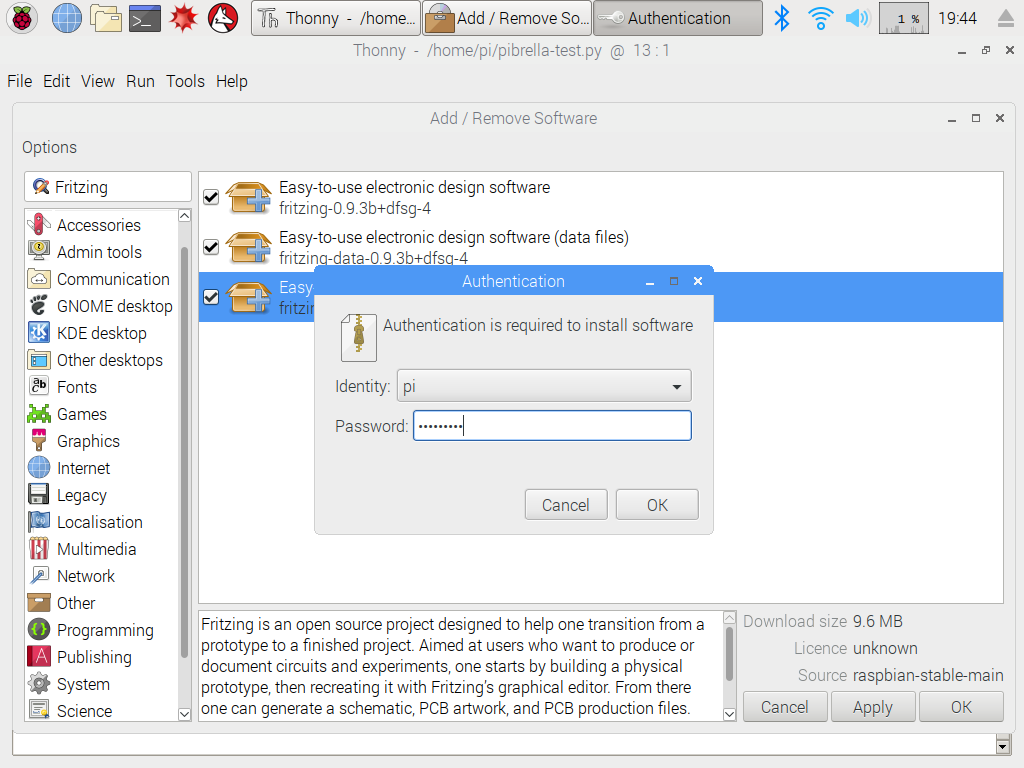 Thonny - /home...
Add / Remove So...
Authentication
1 %
19:44
Thonny - /home/pi/pibrella-test.py @ 13 : 1
File Edit View Run Tools Help
Add / Remove Software
Options
Fritzing
Accessories
Admin tools
Communication
GNOME desktop
KDE desktop
Other desktops
Fonts
Games
Graphics
Internet
Legacy
Localisation
Multimedia
Network
Other
Programming
Publishing
System
Science
Easy-to-use electronic design software
fritzing-0.9.3b+dfsg-4
Easy-to-use electronic design software (data files)
fritzing-data-0.9.3b+dfsg-4
Easy
Authentication
Authentication is required to install software
Identity: pi
Password: •••••••••
Cancel OK
Fritzing is an open source project designed to help one transition from a
prototype to a finished project. Aimed at users who want to produce or
document circuits and experiments, one starts by building a physical
prototype, then recreating it with Fritzing's graphical editor. From there
one can generate a schematic, PCB artwork, and PCB production files.
Download size 9.6 MB
Licence unknown
Source raspbian-stable-main
Cancel Apply OK